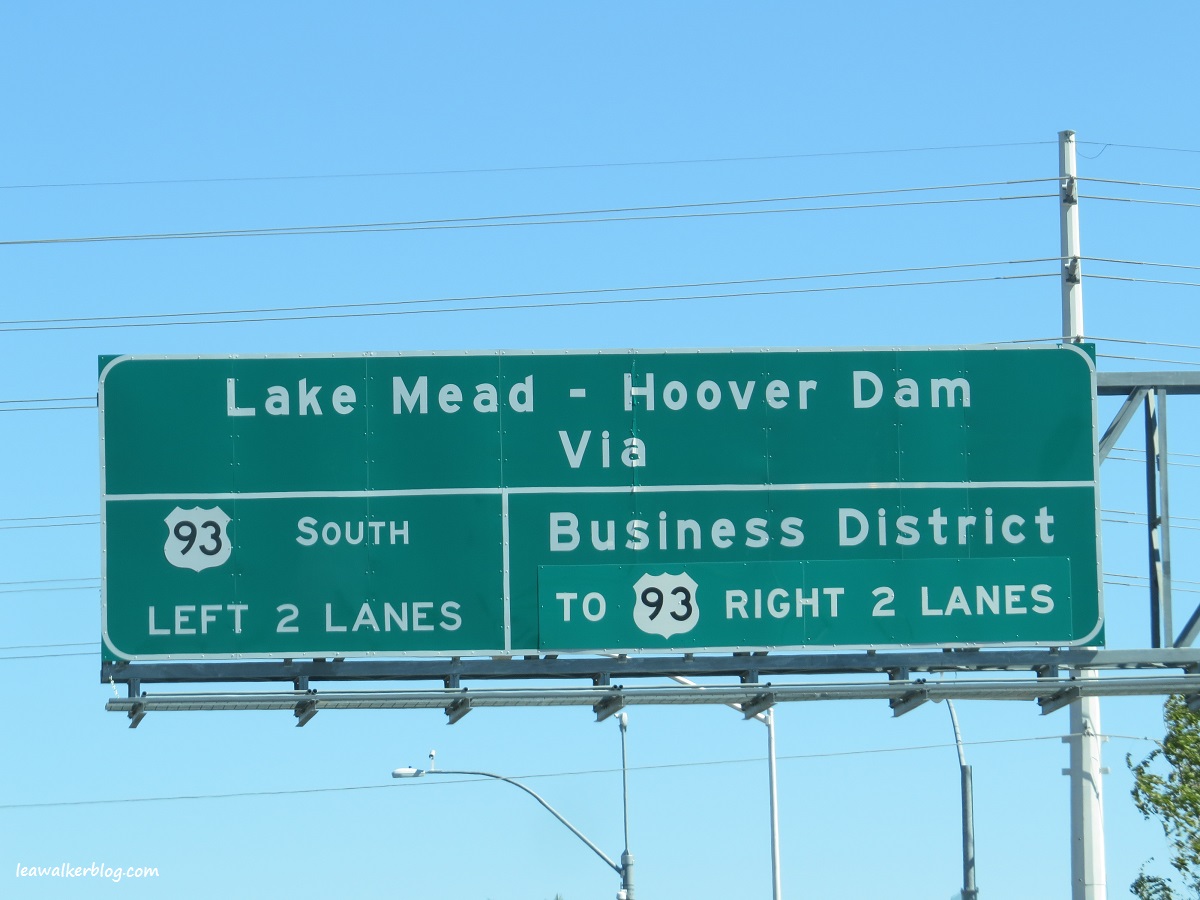 Lake Mead - Hoover Dam
Via
93 SOUTH
LEFT 2 LANES
Business District
TO 93 RIGHT 2 LANES
leawalkerblog.com